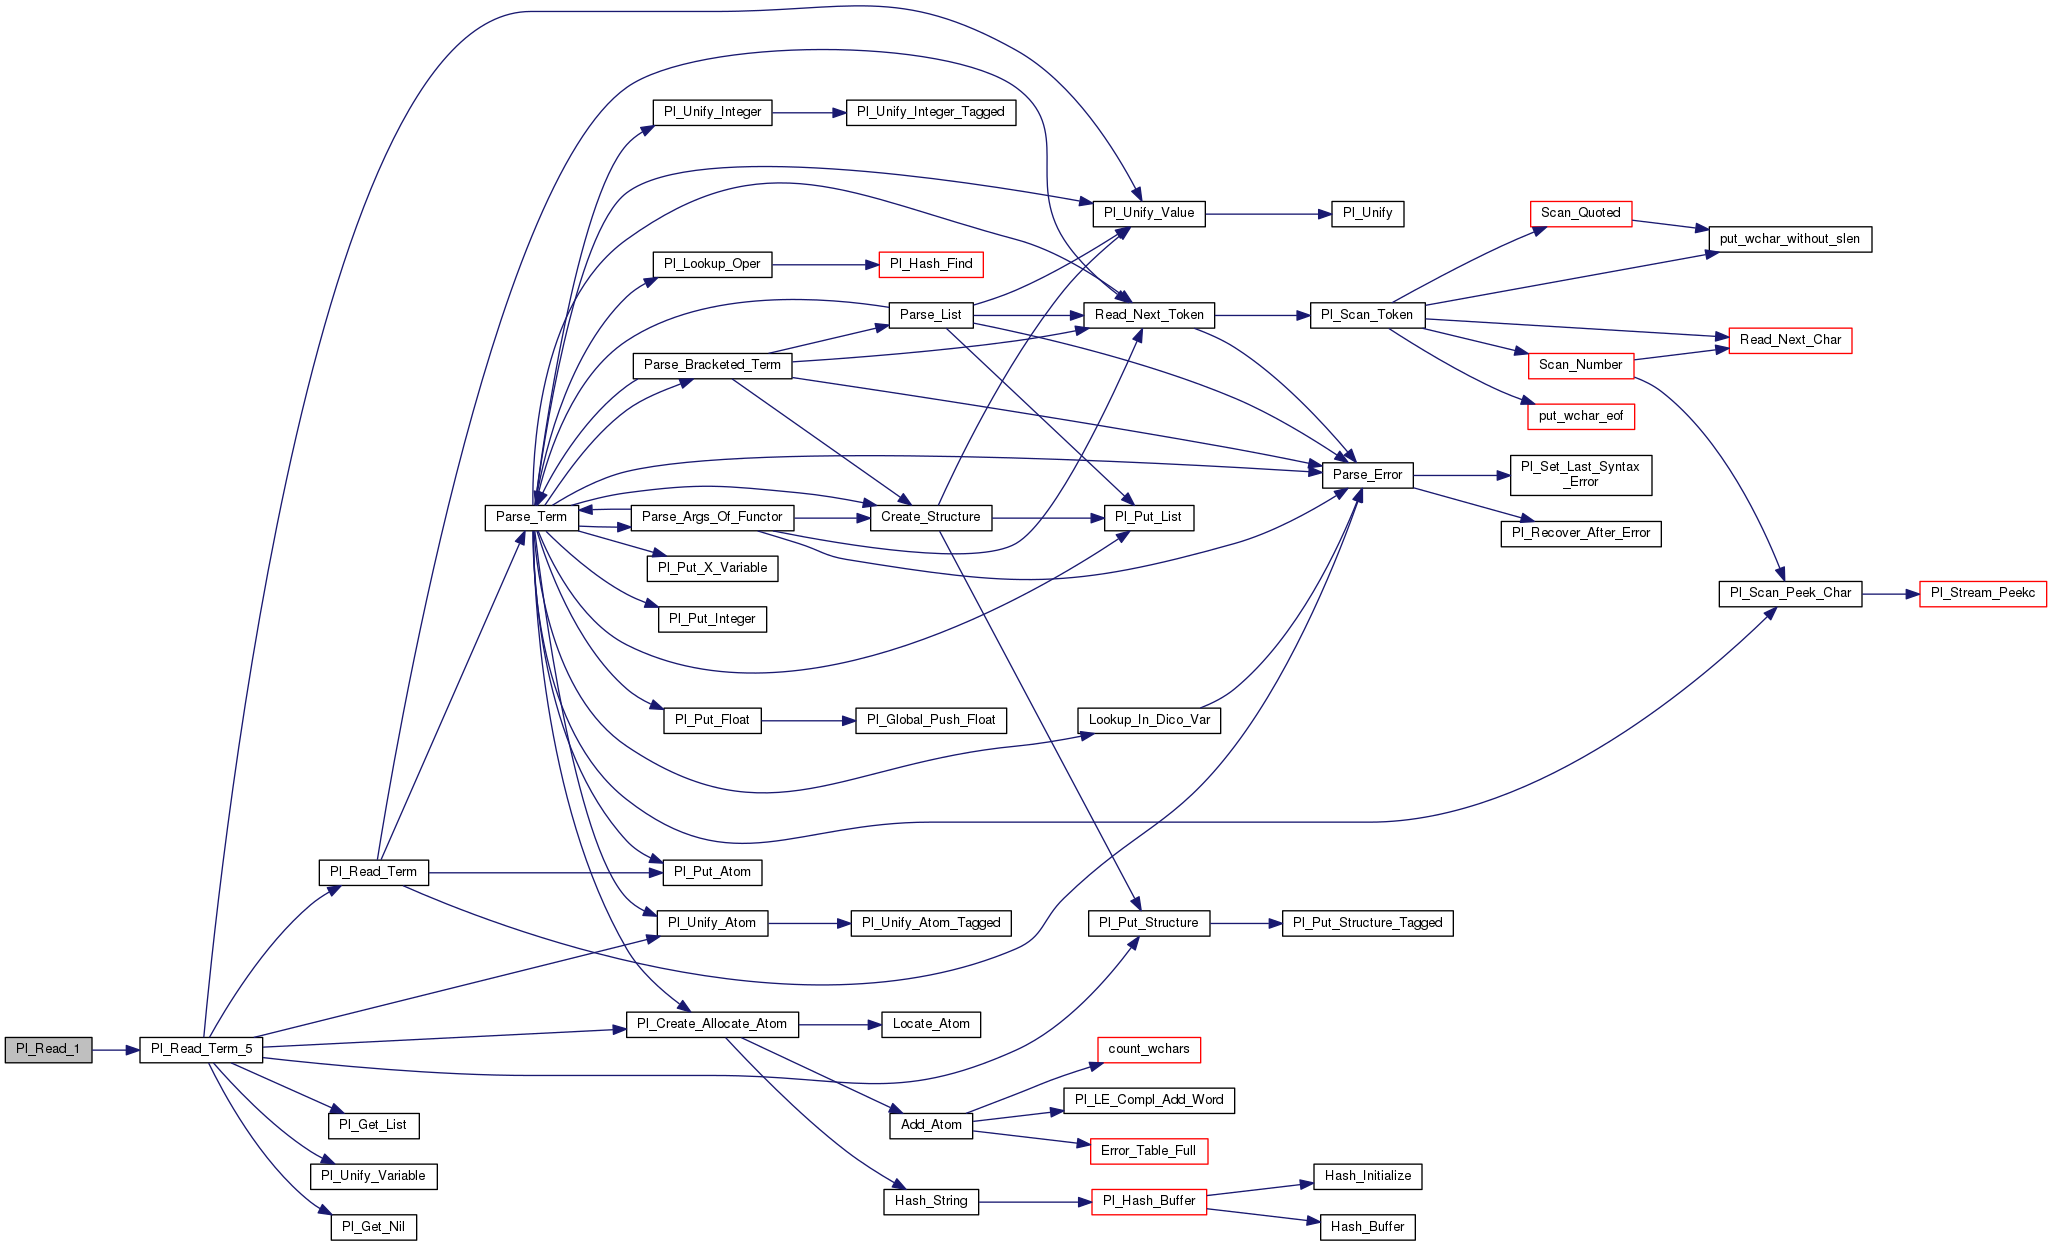 Pl_Unify_Integer
Pl_Unify_Integer_Tagged
Pl_Unify_Value
Pl_Unify
Scan_Quoted
put_wchar_without_slen
Pl_Lookup_Oper
Pl_Hash_Find
Parse_List
Read_Next_Token
Pl_Scan_Token
Read_Next_Char
Parse_Bracketed_Term
Scan_Number
put_wchar_eof
Parse_Error
Pl_Set_Last_Syntax
_Error
Parse_Term
Parse_Args_Of_Functor
Create_Structure
Pl_Put_List
Pl_Recover_After_Error
Pl_Put_X_Variable
Pl_Scan_Peek_Char
Pl_Stream_Peekc
Pl_Put_Integer
Pl_Put_Float
Pl_Global_Push_Float
Lookup_In_Dico_Var
Pl_Read_Term
Pl_Put_Atom
Pl_Unify_Atom
Pl_Unify_Atom_Tagged
Pl_Put_Structure
Pl_Put_Structure_Tagged
Pl_Create_Allocate_Atom
Locate_Atom
Pl_Read_1
Pl_Read_Term_5
count_wchars
Pl_LE_Compl_Add_Word
Pl_Get_List
Add_Atom
Error_Table_Full
Pl_Unify_Variable
Hash_String
Pl_Hash_Buffer
Hash_Initialize
Pl_Get_Nil
Hash_Buffer